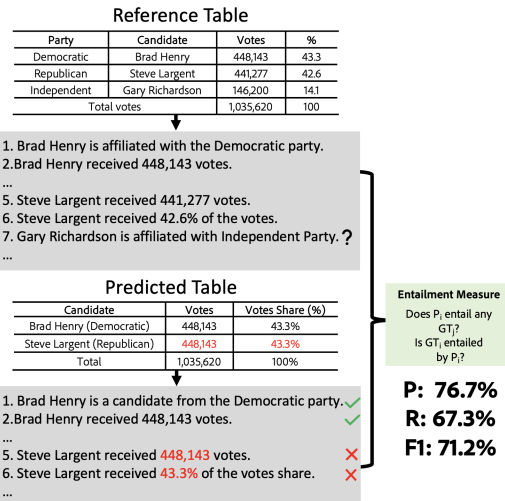 Reference Table
Party Candidate Votes %
Democratic Brad Henry 448,143 43.3
Republican Steve Largent 441,277 42.6
Independent Gary Richardson 146,200 14.1
Total votes 1,035,620 100
1. Brad Henry is affiliated with the Democratic party.
2.Brad Henry received 448,143 votes.
...
5. Steve Largent received 441,277 votes.
6. Steve Largent received 42.6% of the votes.
7. Gary Richardson is affiliated with Independent Party. ?
...
Predicted Table
Candidate Votes Votes Share (%)
Brad Henry (Democratic) 448,143 43.3%
Steve Largent (Republican) 448,143 43.3%
Total 1,035,620 100%
1. Brad Henry is a candidate from the Democratic party.
2.Brad Henry received 448,143 votes.
...
5. Steve Largent received 448,143 votes.
6. Steve Largent received 43.3% of the votes share.
...
Entailment Measure
Does Pi entail any
GTj?
Is GTi entailed
by Pi?
P: 76.7%
R: 67.3%
F1: 71.2%